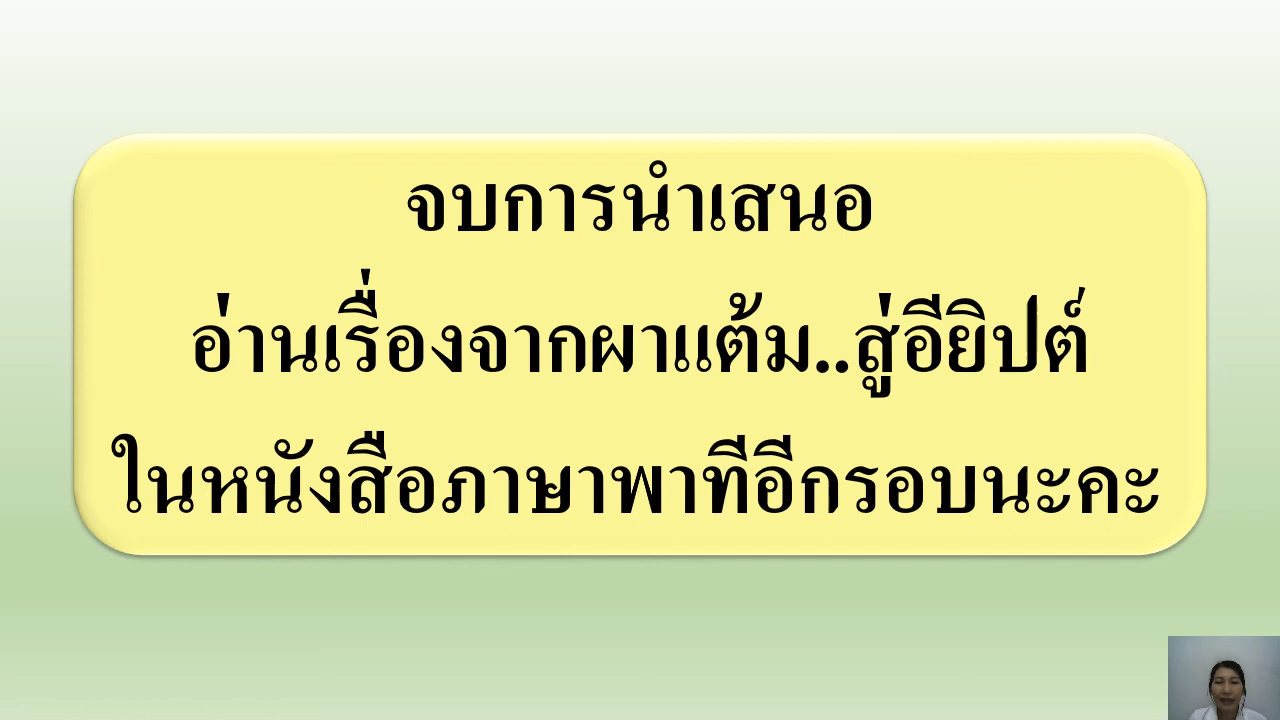 จบการนำเสนอ
อ่านเรื่องจากผาแต้ม..สู่อียิปต์
ในหนังสือภาษาพาทีอีกรอบนะคะ